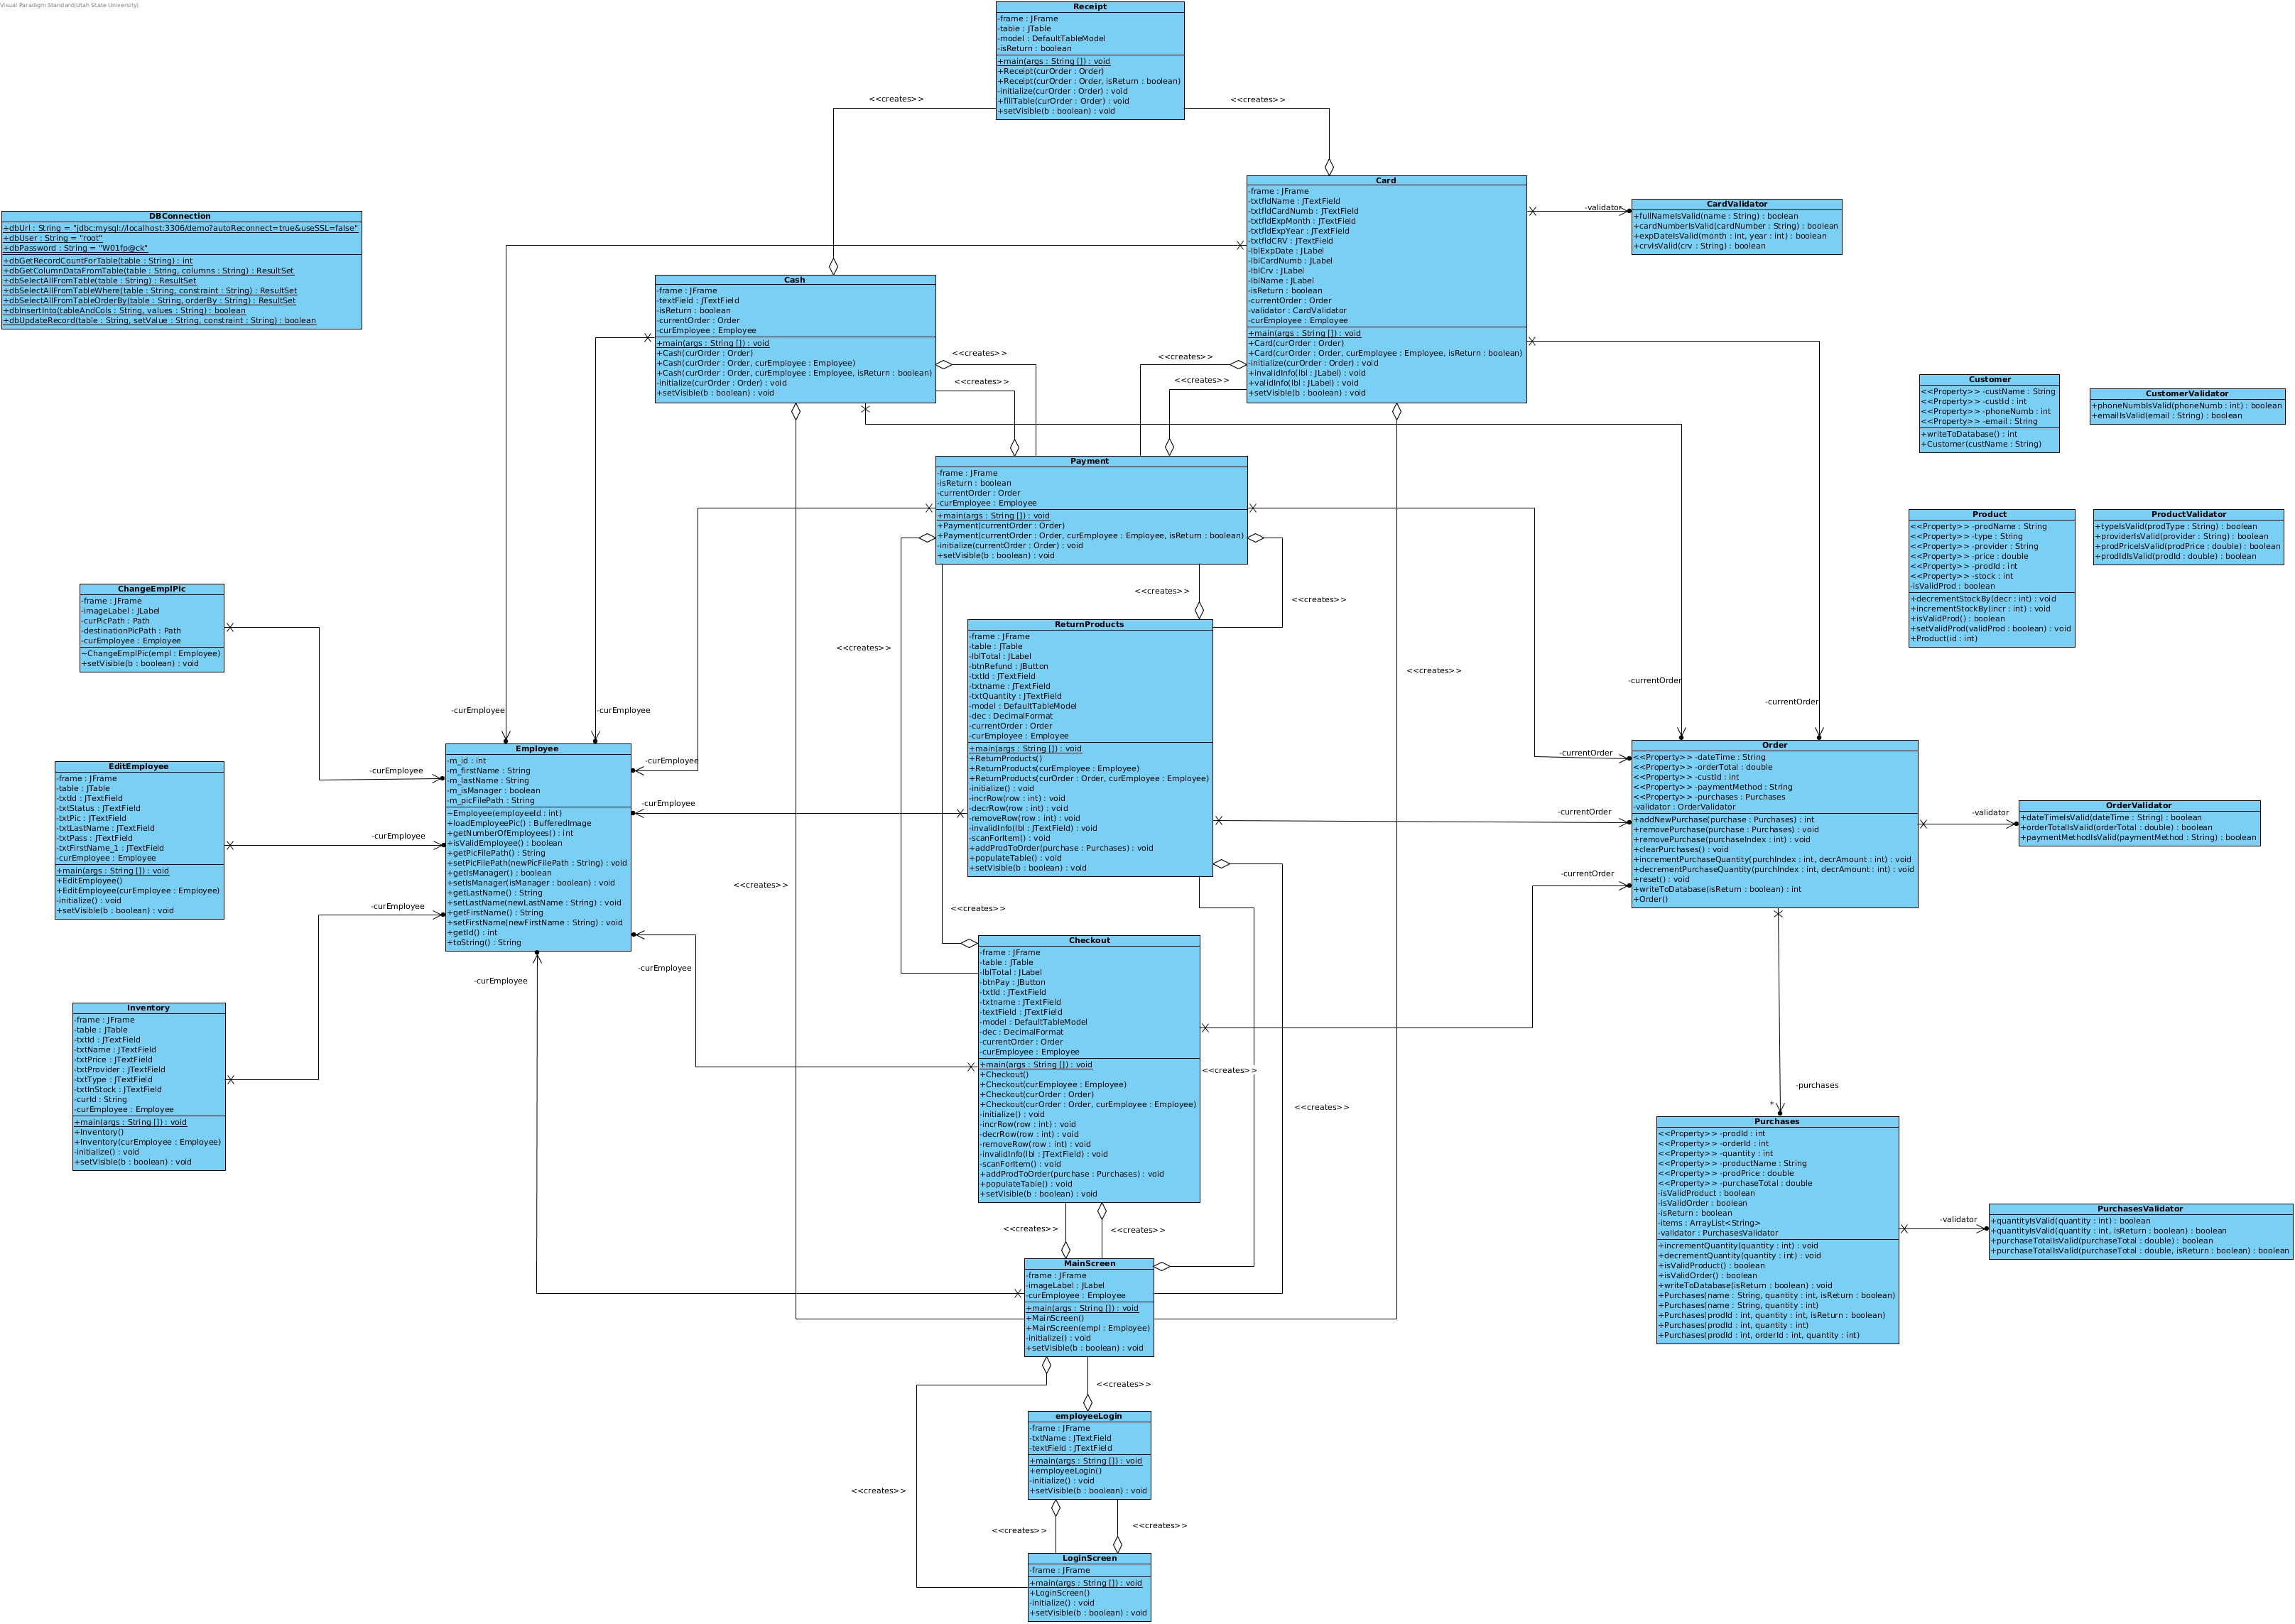 Visual Paradigm Standard(Utah State University)
Receipt
-frame : JFrame
-table : JTable
-model : DefaultTableModel
-isReturn : boolean
+main(args : String []) : void
+Receipt(curOrder : Order)
+Receipt(curOrder : Order, isReturn : boolean)
-initialize(curOrder : Order) : void
+fillTable(curOrder : Order) : void
+setVisible(b : boolean) : void
<<creates>>
<<creates>>
Card
-frame : JFrame
-txtfldName : JTextField
-txtfldCardNumb : JTextField
-txtfldExpMonth : JTextField
-txtfldExpYear : JTextField
-txtfldCRV : JTextField
-lblExpDate : JLabel
-lblCardNumb : JLabel
-lblCrv : JLabel
-lblName : JLabel
-isReturn : boolean
-currentOrder : Order
-validator : CardValidator
-curEmployee : Employee
+main(args : String []) : void
+Card(curOrder : Order)
+Card(curOrder : Order, curEmployee : Employee, isReturn : boolean)
-initialize(curOrder : Order) : void
+invalidInfo(lbl : JLabel) : void
+validInfo(lbl : JLabel) : void
+setVisible(b : boolean) : void
-validator
CardValidator
+fullNameIsValid(name : String) : boolean
+cardNumberIsValid(cardNumber : String) : boolean
+expDateIsValid(month : int, year : int) : boolean
+crvIsValid(crv : String) : boolean
DBConnection
+dbUrl : String = "jdbc:mysql://localhost:3306/demo?autoReconnect=true&useSSL=false"
+dbUser : String = "root"
+dbPassword : String = "W01fp@ck"
+dbGetRecordCountForTable(table : String) : int
+dbGetColumnDataFromTable(table : String, columns : String) : ResultSet
+dbSelectAllFromTable(table : String) : ResultSet
+dbSelectAllFromTableWhere(table : String, constraint : String) : ResultSet
+dbSelectAllFromTableOrderBy(table : String, orderBy : String) : ResultSet
+dbInsertInto(tableAndCols : String, values : String) : boolean
+dbUpdateRecord(table : String, setValue : String, constraint : String) : boolean
Cash
-frame : JFrame
-textField : JTextField
-isReturn : boolean
-currentOrder : Order
-curEmployee : Employee
+main(args : String []) : void
+Cash(curOrder : Order)
+Cash(curOrder : Order, curEmployee : Employee)
+Cash(curOrder : Order, curEmployee : Employee, isReturn : boolean)
-initialize(curOrder : Order) : void
+setVisible(b : boolean) : void
<<creates>>
<<creates>>
<<creates>>
<<creates>>
Customer
<<Property>> -custName : String
<<Property>> -custId : int
<<Property>> -phoneNumb : int
<<Property>> -email : String
+writeToDatabase() : int
+Customer(custName : String)
CustomerValidator
+phoneNumbIsValid(phoneNumb : int) : boolean
+emailIsValid(email : String) : boolean
Payment
-frame : JFrame
-isReturn : boolean
-currentOrder : Order
-curEmployee : Employee
+main(args : String []) : void
+Payment(currentOrder : Order)
+Payment(currentOrder : Order, curEmployee : Employee, isReturn : boolean)
-initialize(currentOrder : Order) : void
+setVisible(b : boolean) : void
Product
<<Property>> -prodName : String
<<Property>> -type : String
<<Property>> -provider : String
<<Property>> -price : double
<<Property>> -prodId : int
<<Property>> -stock : int
-isValidProd : boolean
+decrementStockBy(decr : int) : void
+incrementStockBy(incr : int) : void
+isValidProd() : boolean
+setValidProd(validProd : boolean) : void
+Product(id : int)
ProductValidator
+typeIsValid(prodType : String) : boolean
+providerIsValid(provider : String) : boolean
+prodPriceIsValid(prodPrice : double) : boolean
+prodIdIsValid(prodId : double) : boolean
ChangeEmplPic
-frame : JFrame
-imageLabel : JLabel
-curPicPath : Path
-destinationPicPath : Path
-curEmployee : Employee
~ChangeEmplPic(empl : Employee)
+setVisible(b : boolean) : void
<<creates>>
<<creates>>
<<creates>>
<<creates>>
ReturnProducts
-frame : JFrame
-table : JTable
-lblTotal : JLabel
-btnRefund : JButton
-txtId : JTextField
-txtname : JTextField
-txtQuantity : JTextField
-model : DefaultTableModel
-dec : DecimalFormat
-currentOrder : Order
-curEmployee : Employee
+main(args : String []) : void
+ReturnProducts()
+ReturnProducts(curEmployee : Employee)
+ReturnProducts(curOrder : Order, curEmployee : Employee)
-initialize() : void
-incrRow(row : int) : void
-decrRow(row : int) : void
-removeRow(row : int) : void
-invalidInfo(lbl : JTextField) : void
-scanForItem() : void
+addProdToOrder(purchase : Purchases) : void
+populateTable() : void
+setVisible(b : boolean) : void
-curEmployee
-curEmployee
-curEmployee
-curEmployee
-curEmployee
-curEmployee
-curEmployee
-curEmployee
-curEmployee
-currentOrder
-currentOrder
-currentOrder
-currentOrder
-currentOrder
Employee
-m_id : int
-m_firstName : String
-m_lastName : String
-m_isManager : boolean
-m_picFilePath : String
~Employee(employeeId : int)
+loadEmployeePic() : BufferedImage
+getNumberOfEmployees() : int
+isValidEmployee() : boolean
+getPicFilePath() : String
+setPicFilePath(newPicFilePath : String) : void
+getIsManager() : boolean
+setIsManager(isManager : boolean) : void
+getLastName() : String
+setLastName(newLastName : String) : void
+getFirstName() : String
+setFirstName(newFirstName : String) : void
+getId() : int
+toString() : String
Order
<<Property>> -dateTime : String
<<Property>> -orderTotal : double
<<Property>> -custId : int
<<Property>> -paymentMethod : String
<<Property>> -purchases : Purchases
-validator : OrderValidator
+addNewPurchase(purchase : Purchases) : int
+removePurchase(purchase : Purchases) : void
+removePurchase(purchaseIndex : int) : void
+clearPurchases() : void
+incrementPurchaseQuantity(purchIndex : int, decrAmount : int) : void
+decrementPurchaseQuantity(purchIndex : int, decrAmount : int) : void
+reset() : void
+writeToDatabase(isReturn : boolean) : int
+Order()
-validator
OrderValidator
+dateTimeIsValid(dateTime : String) : boolean
+orderTotalIsValid(orderTotal : double) : boolean
+paymentMethodIsValid(paymentMethod : String) : boolean
EditEmployee
-frame : JFrame
-table : JTable
-txtId : JTextField
-txtStatus : JTextField
-txtPic : JTextField
-txtLastName : JTextField
-txtPass : JTextField
-txtFirstName_1 : JTextField
-curEmployee : Employee
+main(args : String []) : void
+EditEmployee()
+EditEmployee(curEmployee : Employee)
-initialize() : void
+setVisible(b : boolean) : void
<<creates>>
<<creates>>
Checkout
-frame : JFrame
-table : JTable
-lblTotal : JLabel
-btnPay : JButton
-txtId : JTextField
-txtname : JTextField
-textField : JTextField
-model : DefaultTableModel
-dec : DecimalFormat
-currentOrder : Order
-curEmployee : Employee
+main(args : String []) : void
+Checkout()
+Checkout(curEmployee : Employee)
+Checkout(curOrder : Order)
+Checkout(curOrder : Order, curEmployee : Employee)
-initialize() : void
-incrRow(row : int) : void
-decrRow(row : int) : void
-removeRow(row : int) : void
-invalidInfo(lbl : JTextField) : void
-scanForItem() : void
+addProdToOrder(purchase : Purchases) : void
+populateTable() : void
+setVisible(b : boolean) : void
Inventory
-frame : JFrame
-table : JTable
-txtId : JTextField
-txtName : JTextField
-txtPrice : JTextField
-txtProvider : JTextField
-txtType : JTextField
-txtInStock : JTextField
-curId : String
-curEmployee : Employee
+main(args : String []) : void
+Inventory()
+Inventory(curEmployee : Employee)
-initialize() : void
+setVisible(b : boolean) : void
<<creates>>
<<creates>>
-purchases
*
Purchases
<<Property>> -prodId : int
<<Property>> -orderId : int
<<Property>> -quantity : int
<<Property>> -productName : String
<<Property>> -prodPrice : double
<<Property>> -purchaseTotal : double
-isValidProduct : boolean
-isValidOrder : boolean
-isReturn : boolean
-items : ArrayList<String>
-validator : PurchasesValidator
+incrementQuantity(quantity : int) : void
+decrementQuantity(quantity : int) : void
+isValidProduct() : boolean
+isValidOrder() : boolean
+writeToDatabase(isReturn : boolean) : void
+Purchases(name : String, quantity : int, isReturn : boolean)
+Purchases(name : String, quantity : int)
+Purchases(prodId : int, quantity : int, isReturn : boolean)
+Purchases(prodId : int, quantity : int)
+Purchases(prodId : int, orderId : int, quantity : int)
-validator
PurchasesValidator
+quantityIsValid(quantity : int) : boolean
+quantityIsValid(quantity : int, isReturn : boolean) : boolean
+purchaseTotalIsValid(purchaseTotal : double) : boolean
+purchaseTotalIsValid(purchaseTotal : double, isReturn : boolean) : boolean
<<creates>>
<<creates>>
MainScreen
-frame : JFrame
-imageLabel : JLabel
-curEmployee : Employee
+main(args : String []) : void
+MainScreen()
+MainScreen(empl : Employee)
-initialize() : void
+setVisible(b : boolean) : void
<<creates>>
employeeLogin
-frame : JFrame
-txtName : JTextField
-textField : JTextField
+main(args : String []) : void
+employeeLogin()
-initialize() : void
+setVisible(b : boolean) : void
<<creates>>
<<creates>>
<<creates>>
LoginScreen
-frame : JFrame
+main(args : String []) : void
+LoginScreen()
-initialize() : void
+setVisible(b : boolean) : void